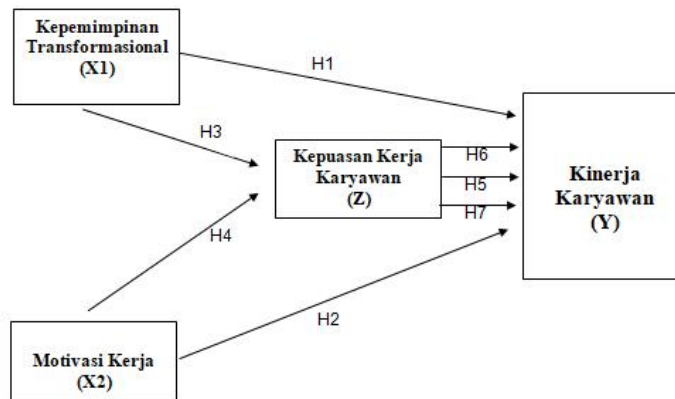 Kepemimpinan
Transformasional
(X1)
H1
H3
Kepuasan Kerja
Karyawan
(Z)
H6
H5
H7
Kinerja
Karyawan
(Y)
H4
H2
Motivasi Kerja
(X2)